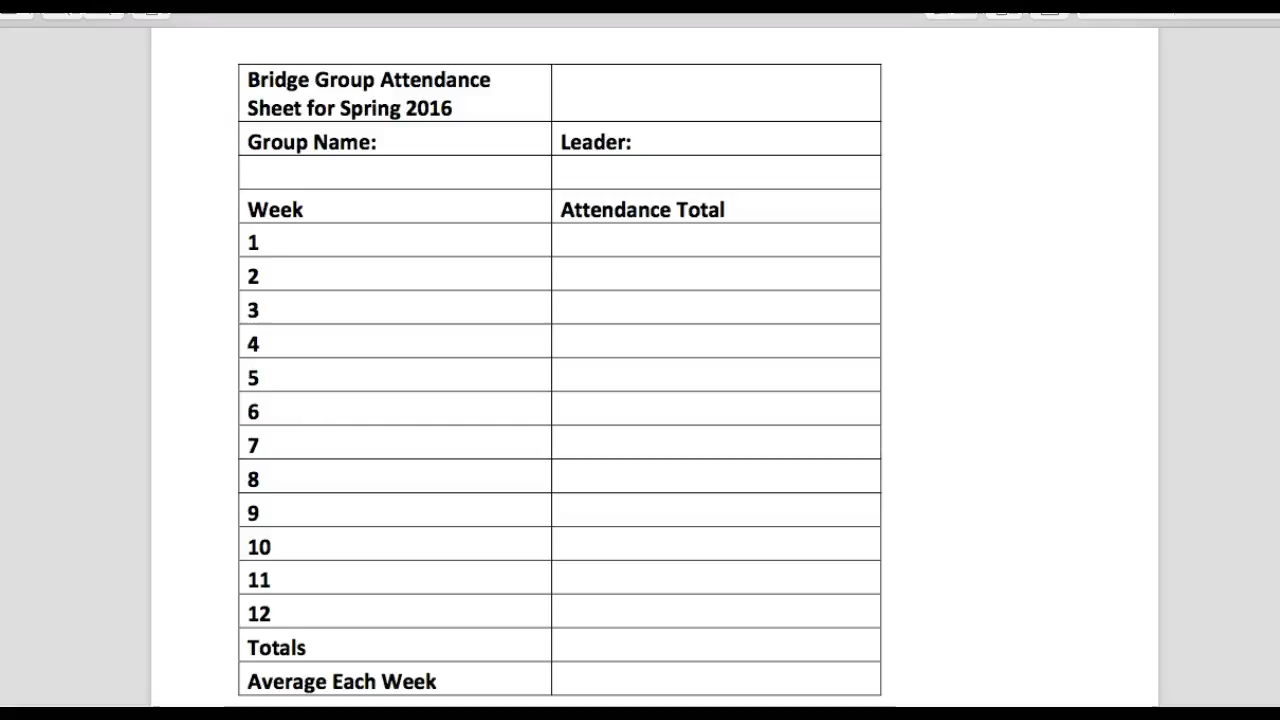 Bridge Group Attendance
Sheet for Spring 2016
Group Name: Leader:
Week Attendance Total
1
2
3
4
5
6
7
8
9
10
11
12
Totals
Average Each Week